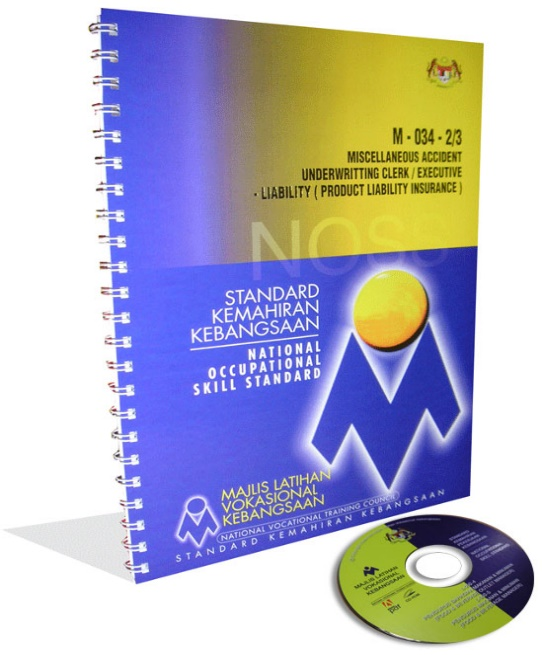 M - 034 - 2/3
MISCELLANEOUS ACCIDENT
UNDERWRITTING CLERK / EXECUTIVE
- LIABILITY ( PRODUCT LIABILITY INSURANCE )
NOSS
STANDARD
KEMAHIRAN
KEBANGSAAN
NATIONAL
OCCUPATIONAL
SKILL STANDARD
MAJLIS LATIHAN
VOKASIONAL
KEBANGSAAN
NATIONAL VOCATIONAL TRAINING COUNCIL
STANDARD KEMAHIRAN KEBANGSAAN
MAJLIS LATIHAN
VOKASIONAL
KEBANGSAAN